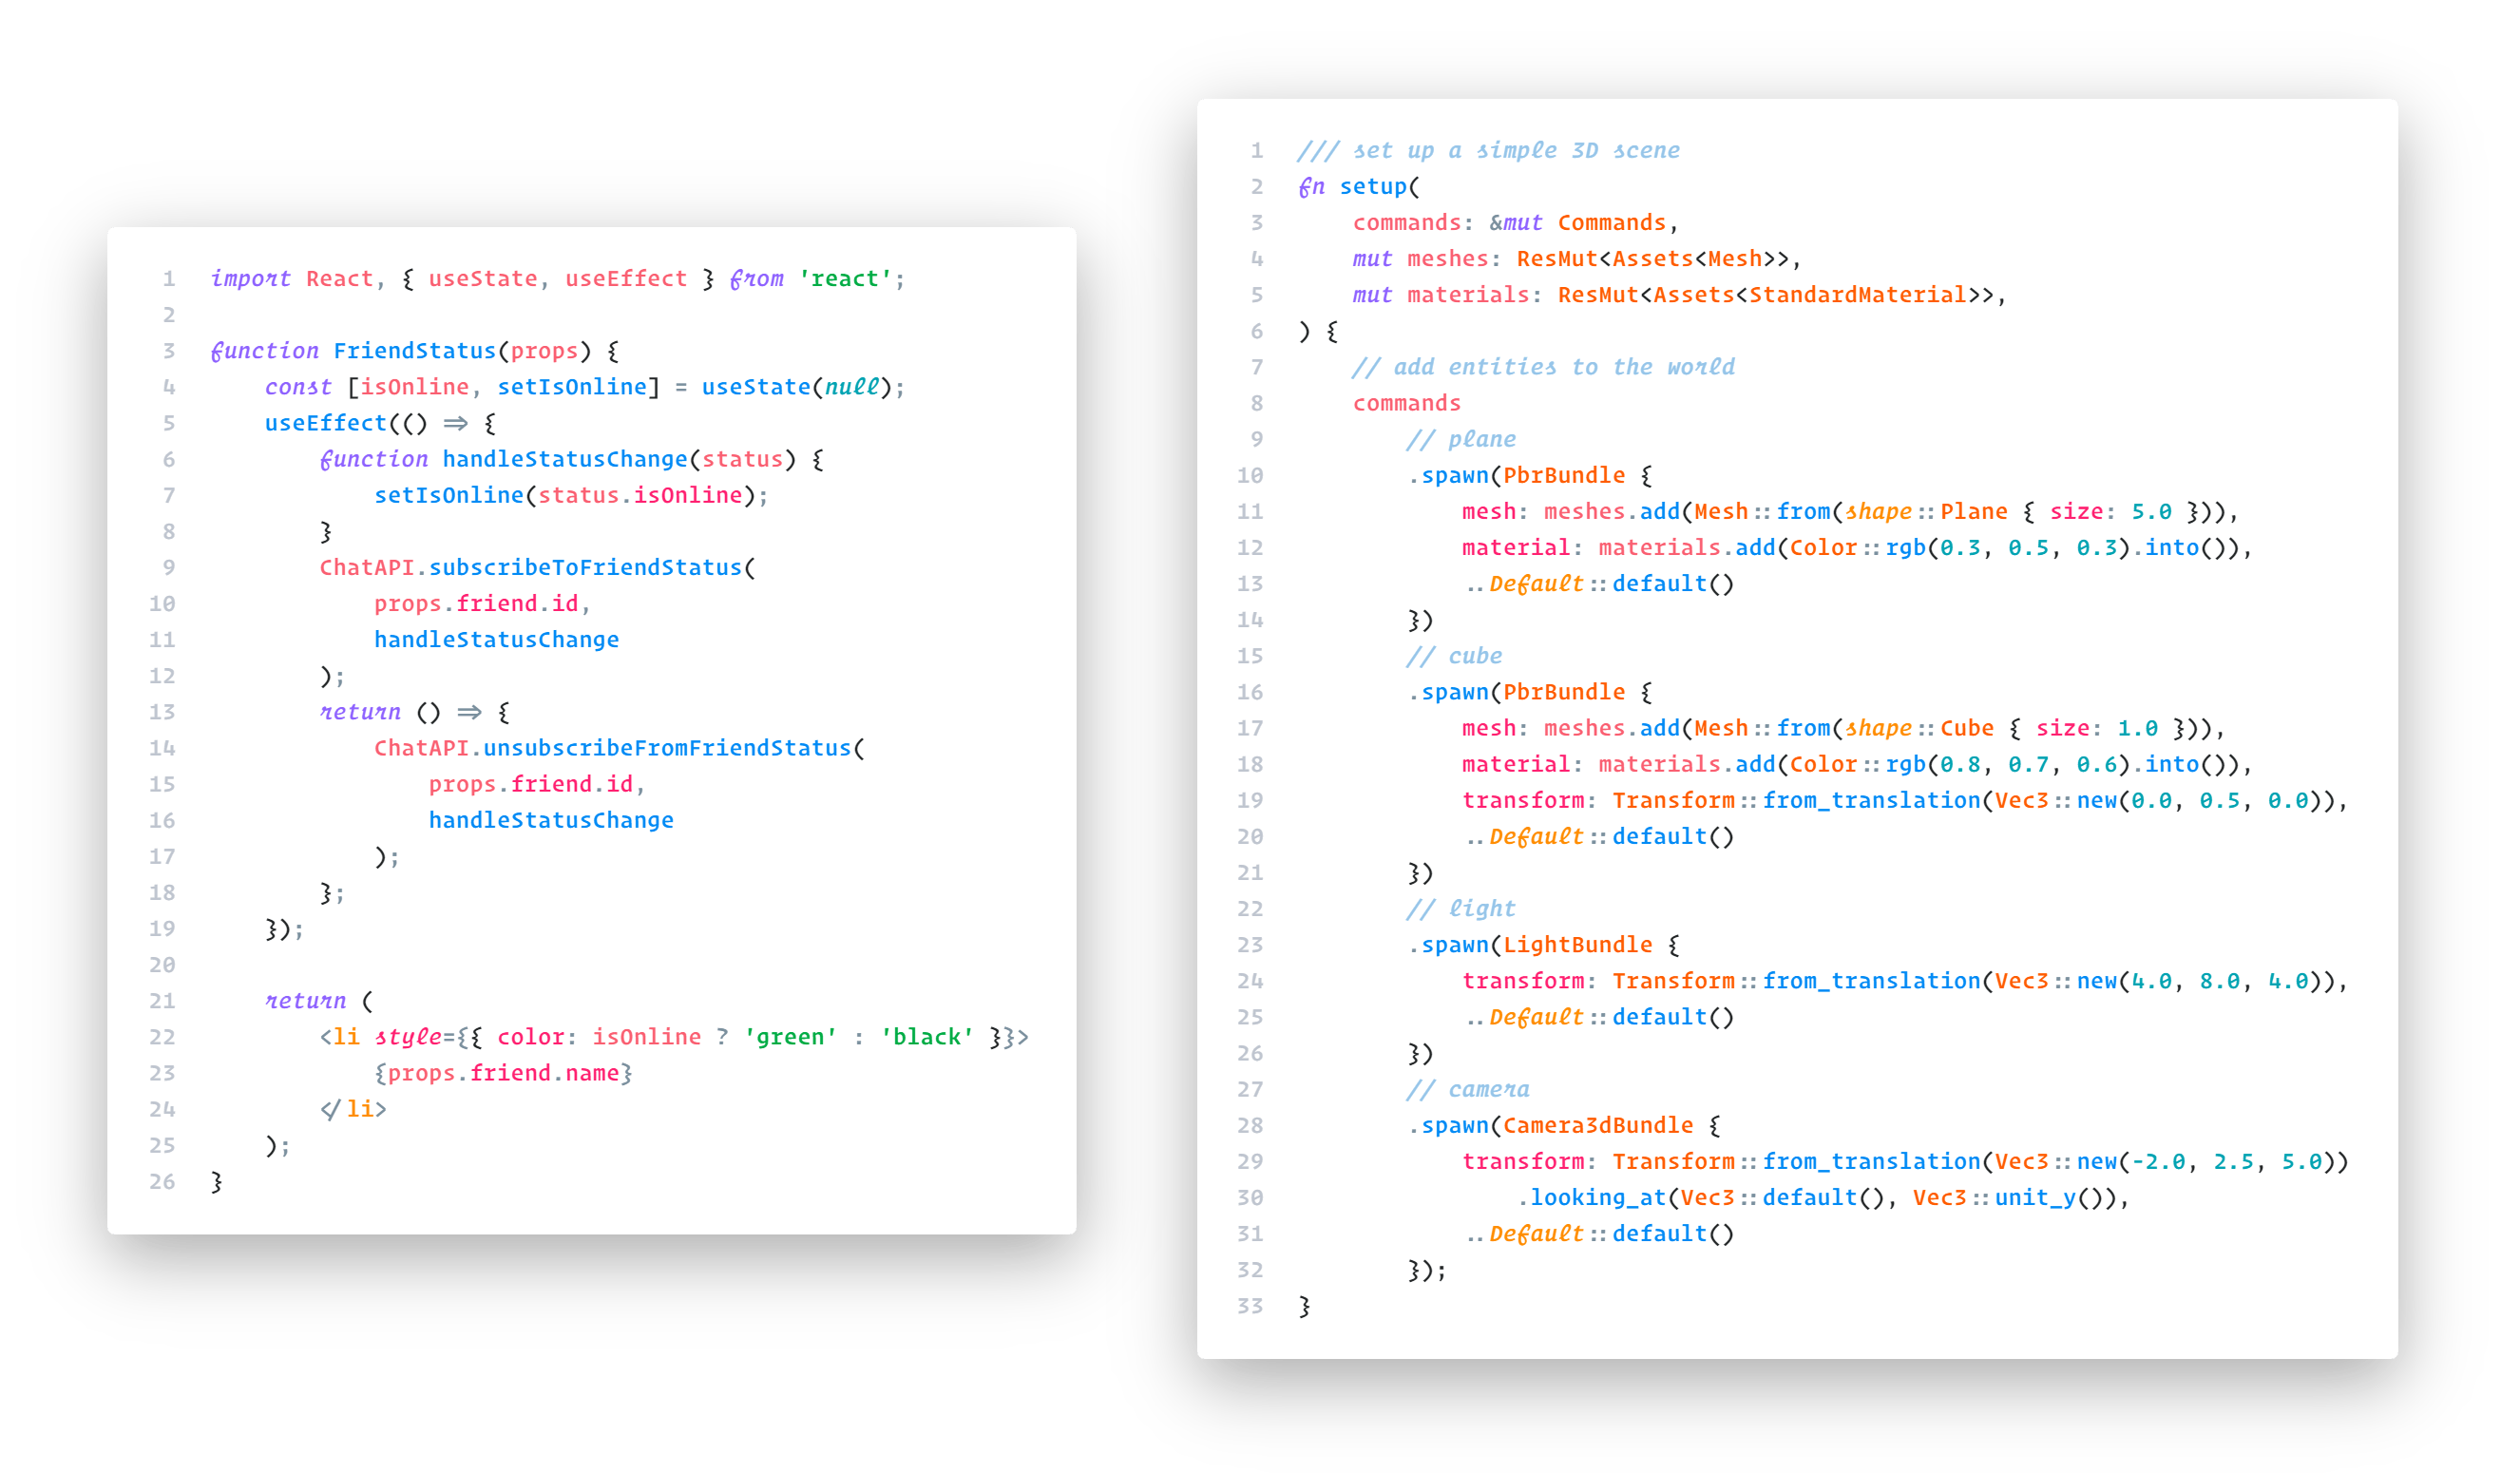 1 import React, { useState, useEffect } from 'react';
2
3 function FriendStatus(props) {
4     const [isOnline, setIsOnline] = useState(null);
5     useEffect(() => {
6         function handleStatusChange(status) {
7             setIsOnline(status.isOnline);
8         }
9         ChatAPI.subscribeToFriendStatus(
10             props.friend.id,
11             handleStatusChange
12         );
13         return () => {
14             ChatAPI.unsubscribeFromFriendStatus(
15                 props.friend.id,
16                 handleStatusChange
17             );
18         };
19     });
20
21     return (
22         <li style={{ color: isOnline ? 'green' : 'black' }}>
23             {props.friend.name}
24         </li>
25     );
26 }
1 /// set up a simple 3D scene
2 fn setup(
3     commands: &mut Commands,
4     mut meshes: ResMut<Assets<Mesh>>,
5     mut materials: ResMut<Assets<StandardMaterial>>,
6 ) {
7     // add entities to the world
8     commands
9         // plane
10         .spawn(PbrBundle {
11             mesh: meshes.add(Mesh::from(shape::Plane { size: 5.0 })),
12             material: materials.add(Color::rgb(0.3, 0.5, 0.3).into()),
13             ..Default::default()
14         })
15         // cube
16         .spawn(PbrBundle {
17             mesh: meshes.add(Mesh::from(shape::Cube { size: 1.0 })),
18             material: materials.add(Color::rgb(0.8, 0.7, 0.6).into()),
19             transform: Transform::from_translation(Vec3::new(0.0, 0.5, 0.0)),
20             ..Default::default()
21         })
22         // light
23         .spawn(LightBundle {
24             transform: Transform::from_translation(Vec3::new(4.0, 8.0, 4.0)),
25             ..Default::default()
26         })
27         // camera
28         .spawn(Camera3dBundle {
29             transform: Transform::from_translation(Vec3::new(-2.0, 2.5, 5.0))
30                 .looking_at(Vec3::default(), Vec3::unit_y()),
31             ..Default::default()
32         });
33 }